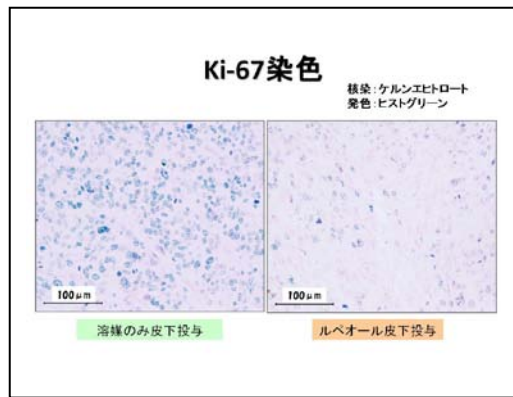 Ki-67染色
核染：ケルンエヒトロート
発色：ヒストグリーン
100μm
100μm
溶媒のみ皮下投与
ルペオール皮下投与